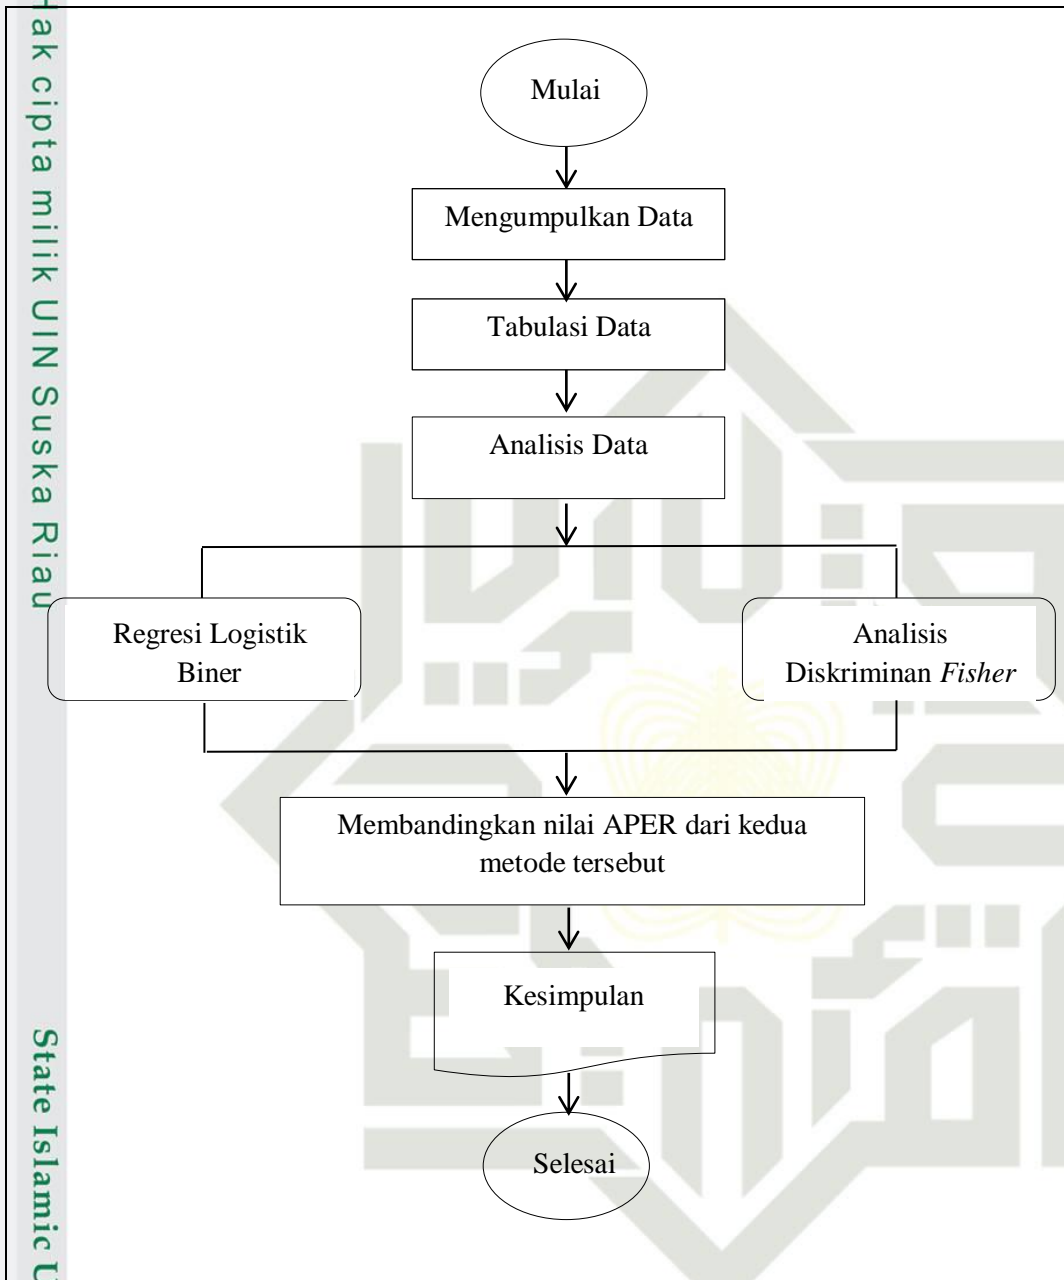 Hak cipta milik UIN Suska Riau
State Islamic U
Mulai
Mengumpulkan Data
Tabulasi Data
Analisis Data
Regresi Logistik
Biner
Analisis
Diskriminan Fisher
Membandingkan nilai APER dari kedua
metode tersebut
Kesimpulan
Selesai